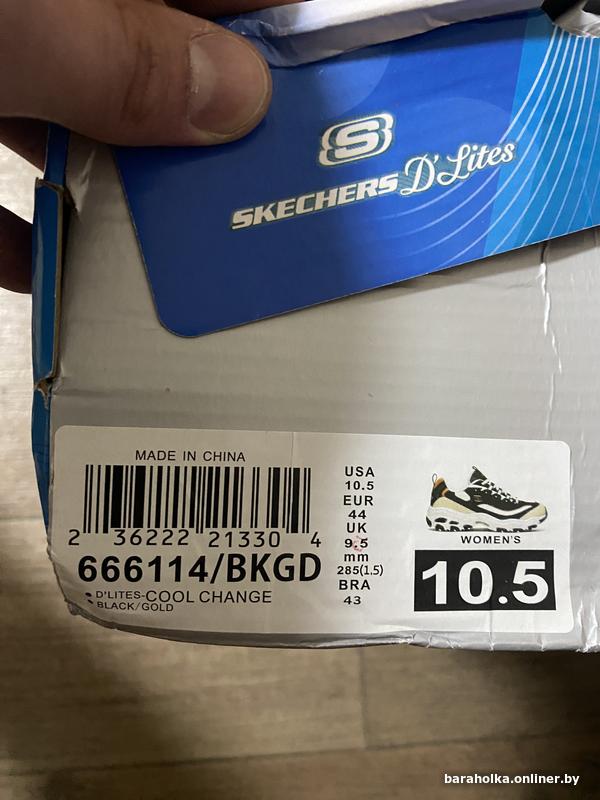 S
SKECHERS D'Lites
MADE IN CHINA
2 36222 21330 4
666114/BKGD
D'LITES-COOL CHANGE
BLACK/GOLD
USA
10.5
EUR
44
UK
9.5
mm
285(1.5)
BRA
43
WOMEN'S
10.5
baraholka.onliner.by